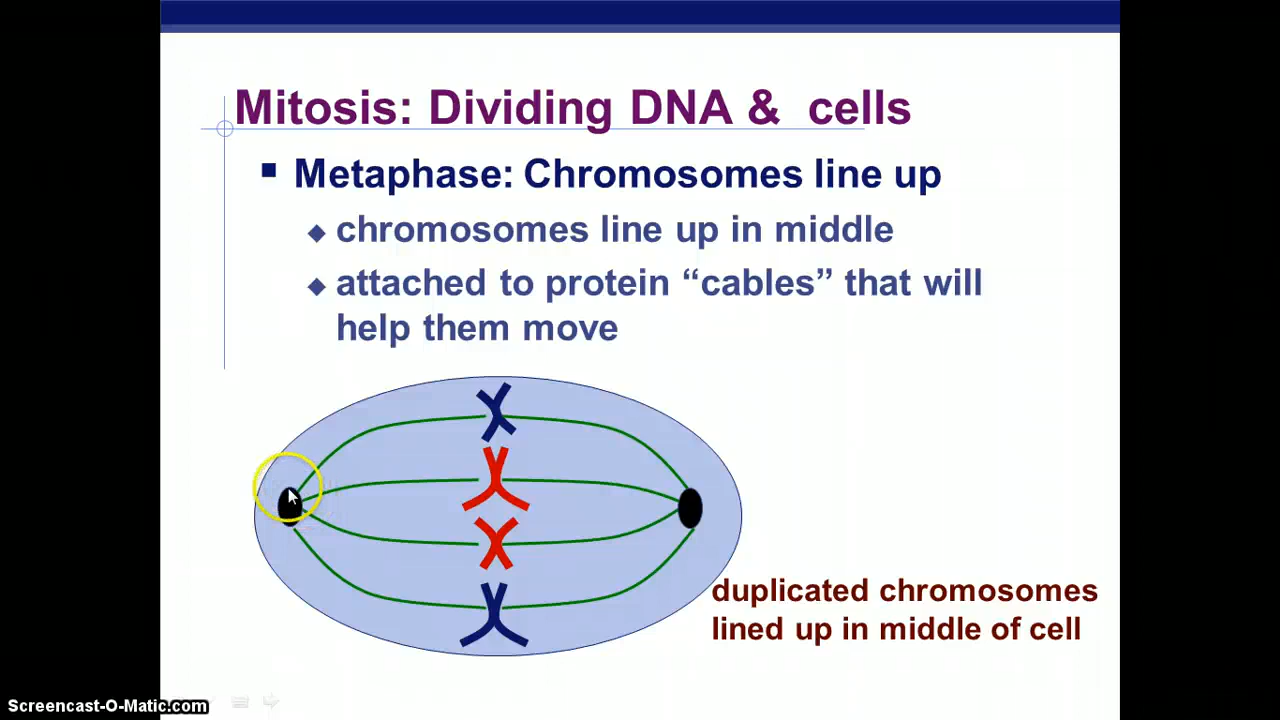 Mitosis: Dividing DNA & cells
Metaphase: Chromosomes line up
chromosomes line up in middle
attached to protein “cables” that will
help them move
duplicated chromosomes
lined up in middle of cell
Screencast-O-Matic.com